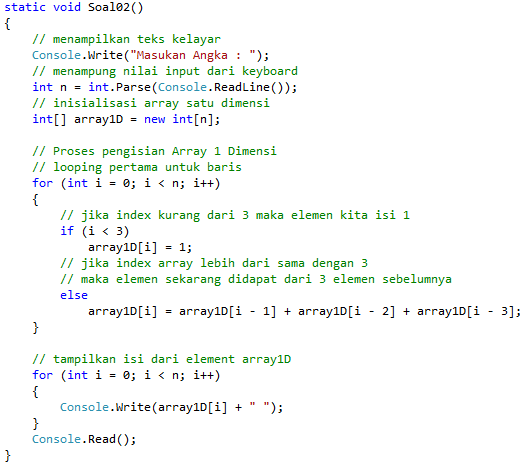 static void Soal02()
{
    // menampilkan teks kelayar
    Console.Write("Masukan Angka : ");
    // menampung nilai input dari keyboard
    int n = int.Parse(Console.ReadLine());
    // inisialisasi array satu dimensi
    int[] array1D = new int[n];

    // Proses pengisian Array 1 Dimensi
    // looping pertama untuk baris
    for (int i = 0; i < n; i++)
    {
        // jika index kurang dari 3 maka elemen kita isi 1
        if (i < 3)
            array1D[i] = 1;
        // jika index array lebih dari sama dengan 3
        // maka elemen sekarang didapat dari 3 elemen sebelumnya
        else
            array1D[i] = array1D[i - 1] + array1D[i - 2] + array1D[i - 3];
    }

    // tampilkan isi dari element array1D
    for (int i = 0; i < n; i++)
    {
        Console.Write(array1D[i] + " ");
    }
    Console.Read();
}